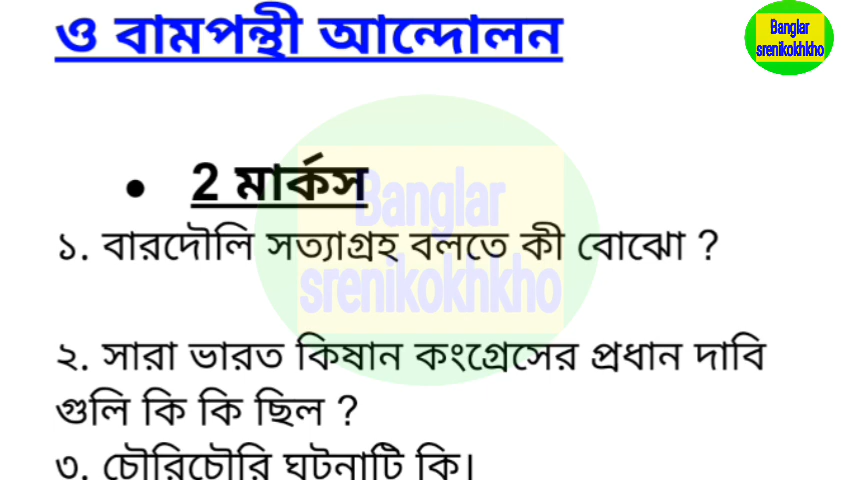 ও বামপন্থী আন্দোলন
Banglar
srenikokhkho
• 2 মার্কস
Banglar
srenikokhkho
১. বারদৌলি সত্যাগ্রহ বলতে কী বোঝো ?
২. সারা ভারত কিষান কংগ্রেসের প্রধান দাবি
গুলি কি কি ছিল ?
৩. চৌরিচৌরি ঘটনাটি কি।